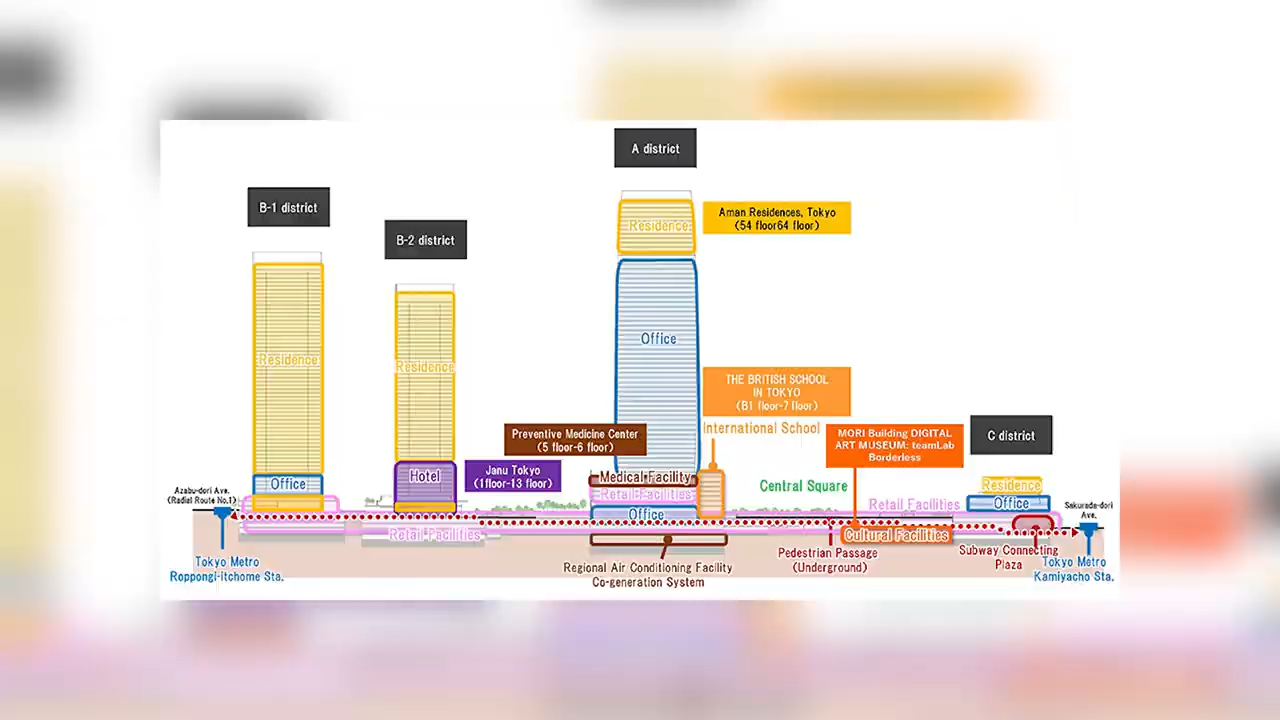 A district
B-1 district
Aman Residences, Tokyo
(54 floor64 floor)
Residence
B-2 district
Office
Residence
Residence
THE BRITISH SCHOOL
IN TOKYO
(B1 floor-7 floor)
International School
Preventive Medicine Center
(5 floor-6 floor)
MORI Building DIGITAL
ART MUSEUM: teamLab
Borderless
C district
Hotel
Janu Tokyo
(1floor-13 floor)
Medical Facility
Office
Central Square
Residence
Azabu-dori Ave.
(Radial Route No.1)
Retail Facilities
Retail Facilities
Office
Sakurada-dori
Ave.
Office
Retail Facilities
Cultural Facilities
Pedestrian Passage
(Underground)
Subway Connecting
Plaza
Tokyo Metro
Roppongi-itchome Sta.
Regional Air Conditioning Facility
Co-generation System
Tokyo Metro
Kamiyacho Sta.